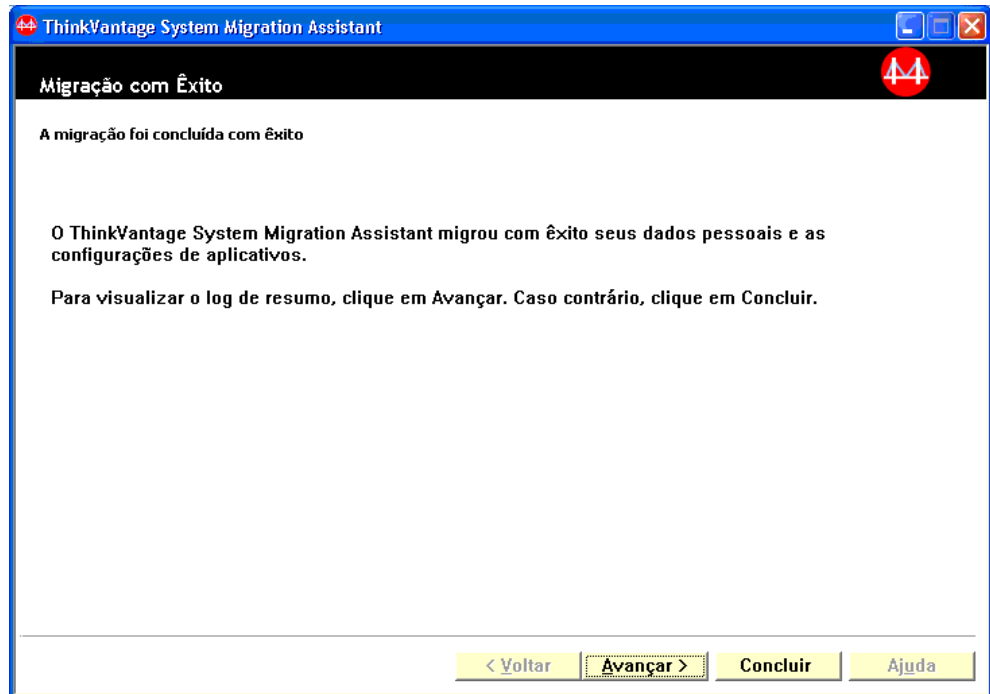 ThinkVantage System Migration Assistant
Migração com Êxito
A migração foi concluída com êxito
O ThinkVantage System Migration Assistant migrou com êxito seus dados pessoais e as
configurações de aplicativos.
Para visualizar o log de resumo, clique em Avançar. Caso contrário, clique em Concluir.
< Voltar
Avançar >
Concluir
Ajuda